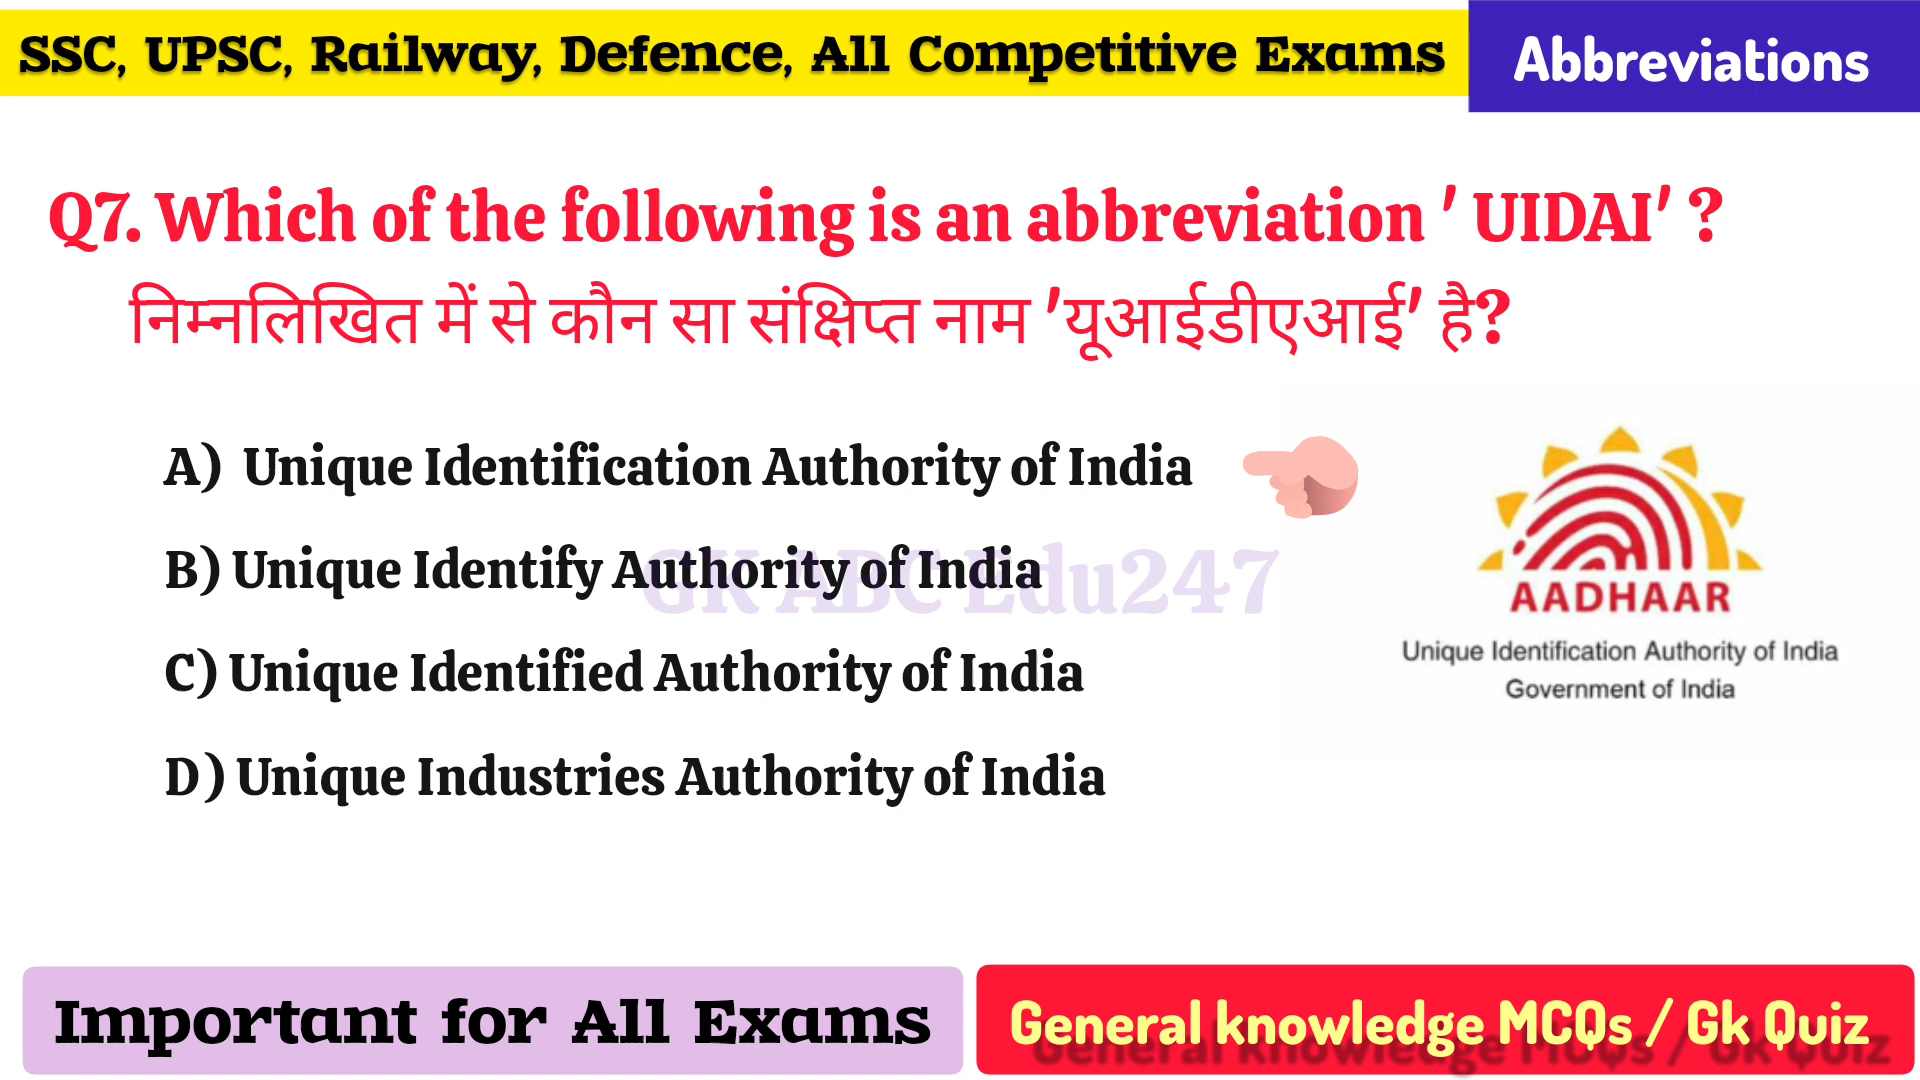 SSC, UPSC, Railway, Defence, All Competitive Exams
Abbreviations
Q7. Which of the following is an abbreviation ' UIDAI' ?
निम्नलिखित में से कौन सा संक्षिप्त नाम 'यूआईडीएआई' है?
A) Unique Identification Authority of India
B) Unique Identify Authority of India
C) Unique Identified Authority of India
D) Unique Industries Authority of India
GK ABC Edu247
AADHAAR
Unique Identification Authority of India
Government of India
Important for All Exams
General knowledge MCQs / Gk Quiz